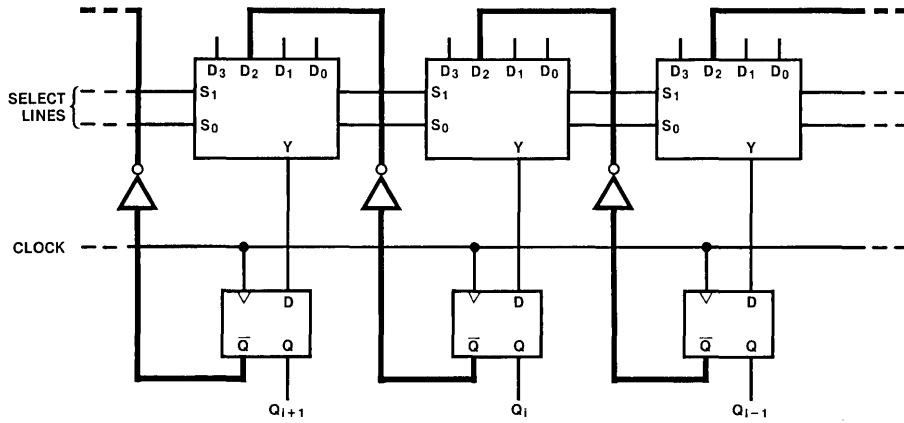 D3 D2 D1 D0 D3 D2 D1 D0 D3 D2 D1 D0
SELECT LINES { S1 S1 S1
S0 S0 S0
Y Y Y
CLOCK
D D D
Q̅ Q Q̅ Q Q̅ Q
Qi+1 Qi Qi−1